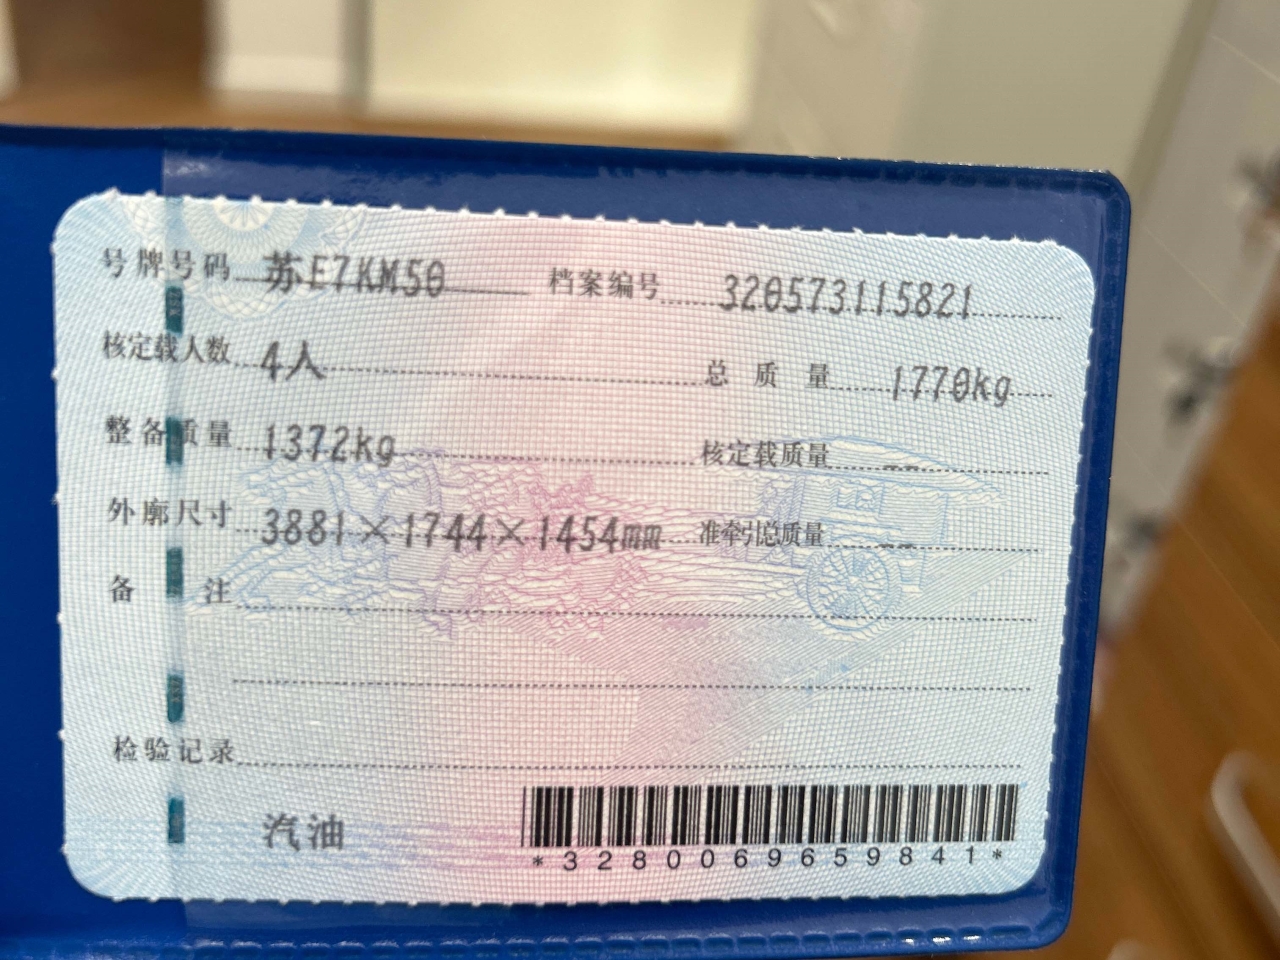 号牌号码 苏E7KM50 档案编号 320573115821
核定载人数 4人 总质量 1770kg
整备质量 1372kg 核定载质量 --
外廓尺寸 3881×1744×1454mm 准牵引总质量 --
备注
检验记录
汽油
*3280069659841*